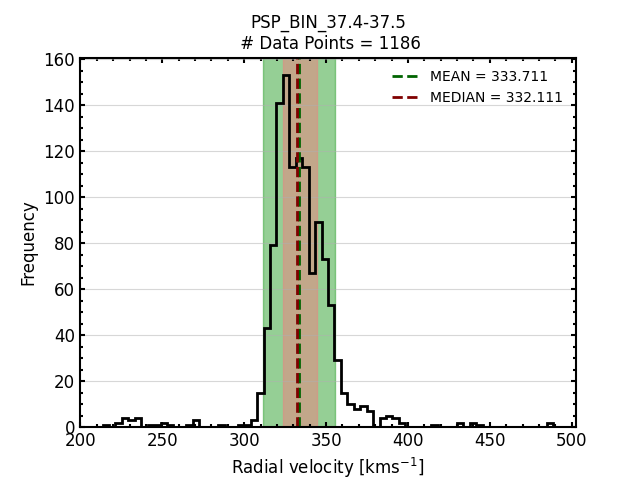 PSP_BIN_37.4-37.5
# Data Points = 1186
MEAN = 333.711
MEDIAN = 332.111
160
140
120
100
80
60
40
20
0
Frequency
200 250 300 350 400 450 500
Radial velocity [kms⁻¹]